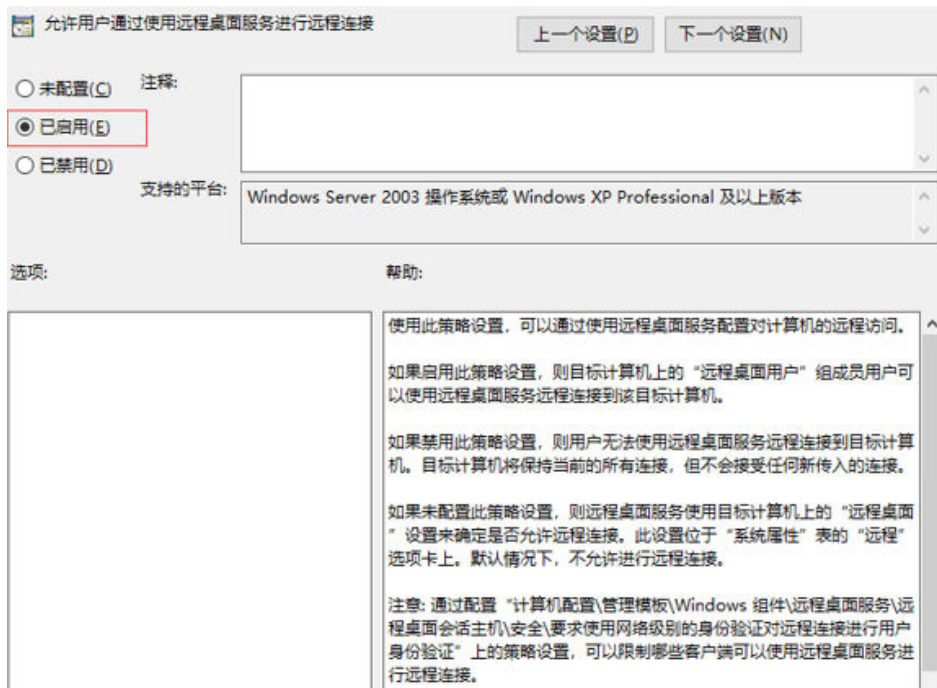 允许用户通过使用远程桌面服务进行远程连接
上一个设置(P)
下一个设置(N)
未配置(C)
注释:
已启用(E)
已禁用(D)
支持的平台:
Windows Server 2003 操作系统或 Windows XP Professional 及以上版本
选项:
帮助:
使用此策略设置，可以通过使用远程桌面服务配置对计算机的远程访问。
如果启用此策略设置，则目标计算机上的“远程桌面用户”组成员用户可
以使用远程桌面服务远程连接到该目标计算机。
如果禁用此策略设置，则用户无法使用远程桌面服务远程连接到目标计算
机。目标计算机将保持当前的所有连接，但不会接受任何新传入的连接。
如果未配置此策略设置，则远程桌面服务使用目标计算机上的“远程桌面
”设置来确定是否允许远程连接。此设置位于“系统属性”表的“远程”
选项卡上。默认情况下，不允许进行远程连接。
注意: 通过配置“计算机配置\管理模板\Windows 组件\远程桌面服务\远
程桌面会话主机\安全\要求使用网络级别的身份验证对远程连接进行用户
身份验证”上的策略设置，可以限制哪些客户端可以使用远程桌面服务进
行远程连接。